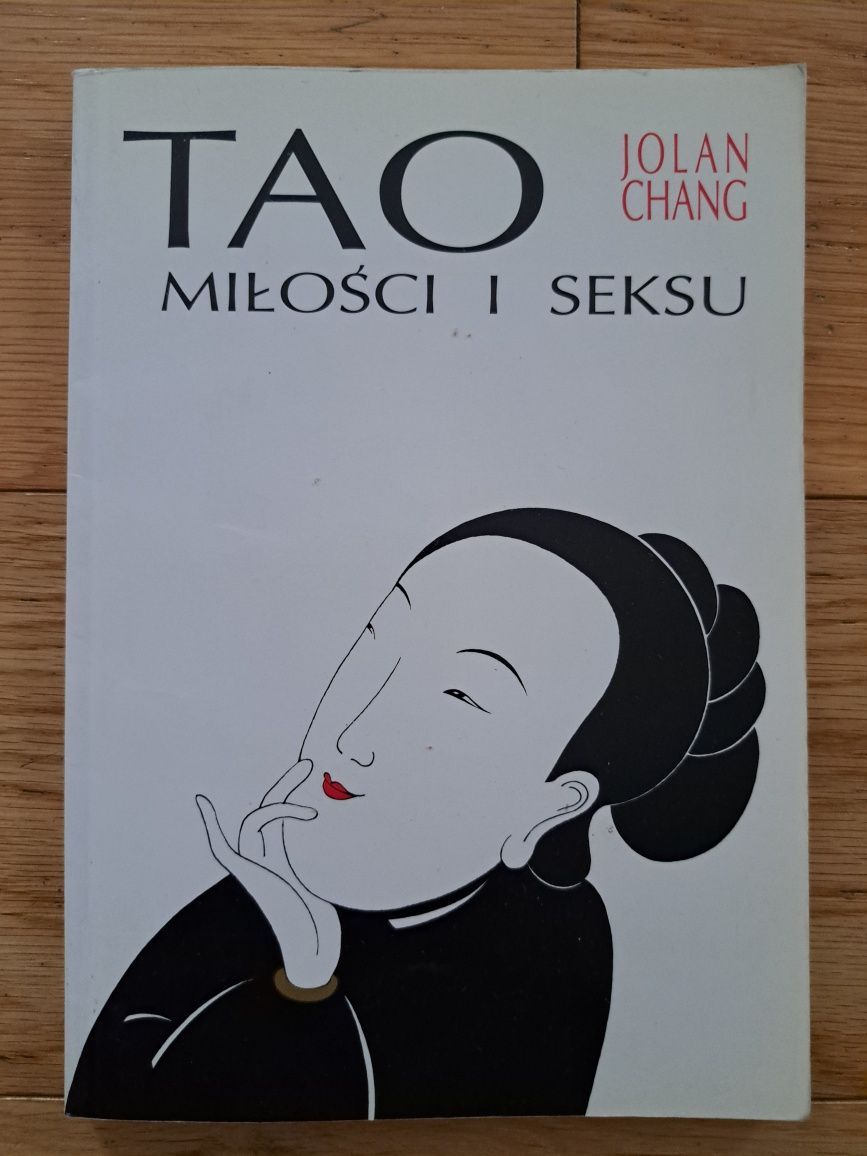 TAO
JOLAN
CHANG
MIŁOŚCI I SEKSU